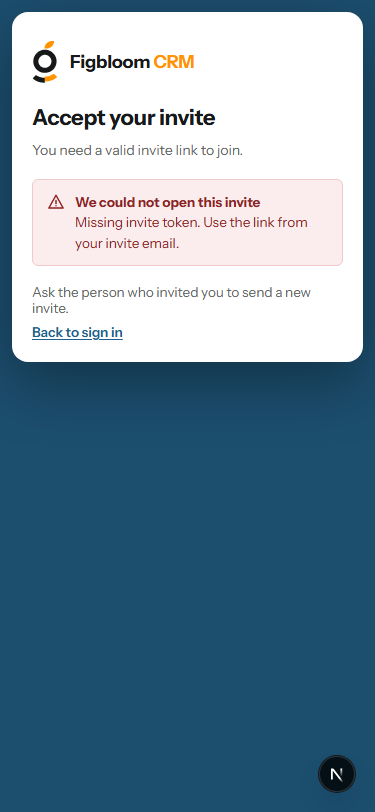 Figbloom CRM
Accept your invite
You need a valid invite link to join.
We could not open this invite
Missing invite token. Use the link from
your invite email.
Ask the person who invited you to send a new
invite.
Back to sign in
N